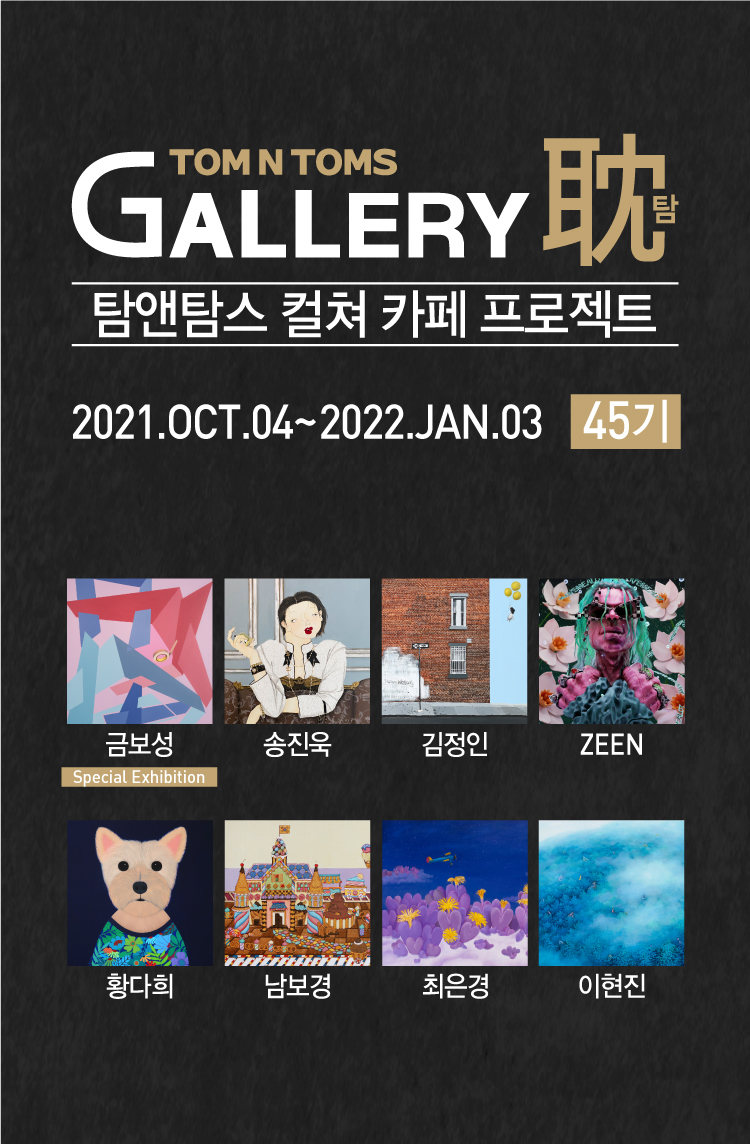 TOM N TOMS
GALLERY 耽 탐
탐앤탐스 컬쳐 카페 프로젝트
2021.OCT.04~2022.JAN.03 45기
금보성 송진욱 김정인 ZEEN
Special Exhibition
황다희 남보경 최은경 이현진